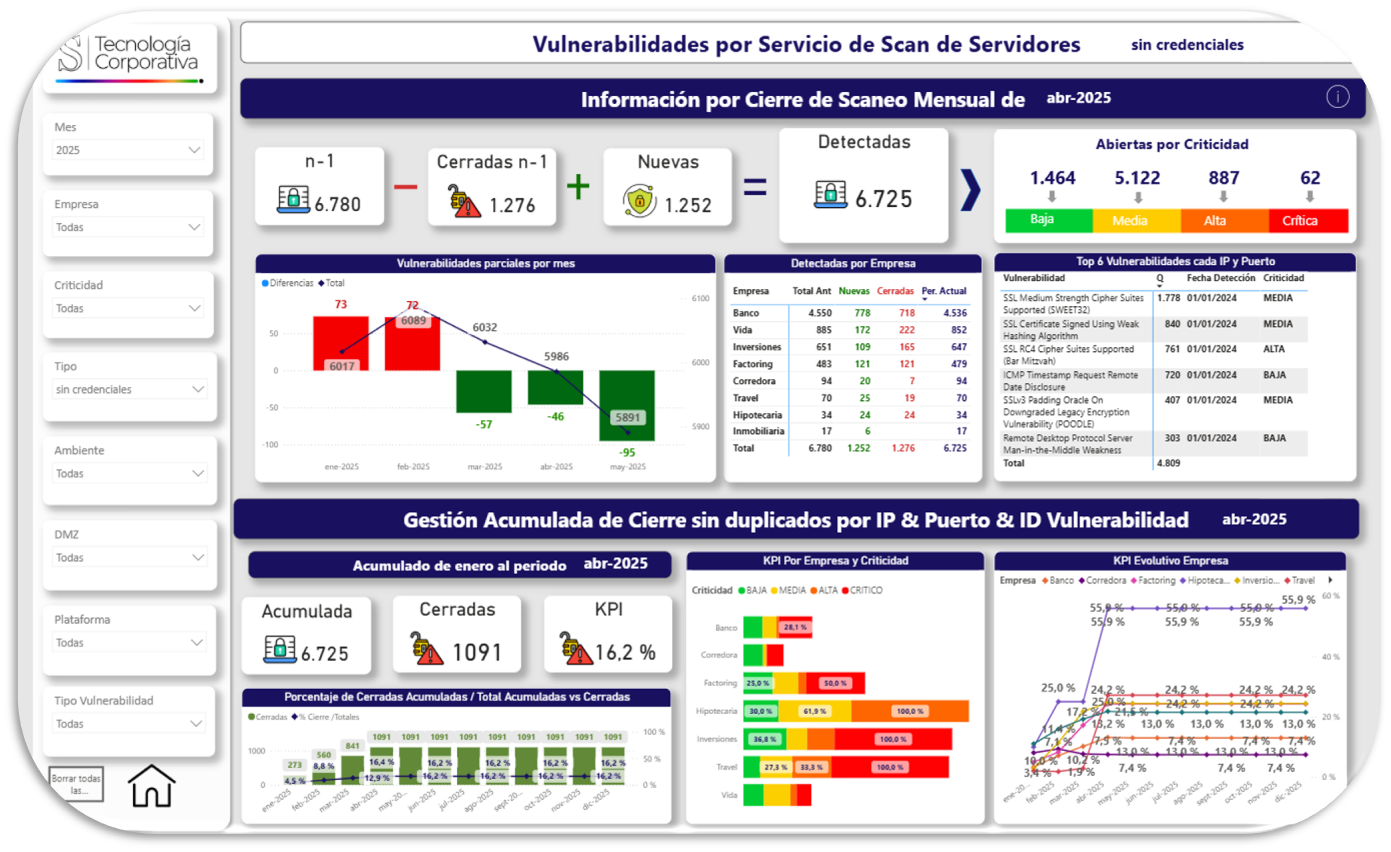 Tecnología
Corporativa
Vulnerabilidades por Servicio de Scan de Servidores sin credenciales
Información por Cierre de Scaneo Mensual de abr-2025
Mes
2025
Empresa
Todas
Criticidad
Todas
Tipo
sin credenciales
Ambiente
Todas
DMZ
Todas
Plataforma
Todas
Tipo Vulnerabilidad
Todas
Borrar todas
las...
n-1
6.780
Cerradas n-1
1.276
Nuevas
1.252
Detectadas
6.725
Abiertas por Criticidad
1.464 5.122 887 62
Baja Media Alta Crítica
Vulnerabilidades parciales por mes
Diferencias Total
73 72
6017 6089 6032 5986 5891
-57 -46 -95
50
0
-50
-100
6100
6000
5900
ene-2025 feb-2025 mar-2025 abr-2025 may-2025
Detectadas por Empresa
Empresa Total Ant Nuevas Cerradas Per. Actual
Banco 4.550 778 718 4.536
Vida 885 172 222 852
Inversiones 651 109 165 647
Factoring 483 121 121 479
Corredora 94 20 7 94
Travel 70 25 19 70
Hipotecaria 34 24 24 34
Inmobiliaria 17 6 17
Total 6.780 1.252 1.276 6.725
Top 6 Vulnerabilidades cada IP y Puerto
Vulnerabilidad Q Fecha Detección Criticidad
SSL Medium Strength Cipher Suites 1.778 01/01/2024 MEDIA
Supported (SWEET32)
SSL Certificate Signed Using Weak 840 01/01/2024 MEDIA
Hashing Algorithm
SSL RC4 Cipher Suites Supported 761 01/01/2024 ALTA
(Bar Mitzvah)
ICMP Timestamp Request Remote 720 01/01/2024 BAJA
Date Disclosure
SSLv3 Padding Oracle On 407 01/01/2024 MEDIA
Downgraded Legacy Encryption
Vulnerability (POODLE)
Remote Desktop Protocol Server 303 01/01/2024 BAJA
Man-in-the-Middle Weakness
Total 4.809
Gestión Acumulada de Cierre sin duplicados por IP & Puerto & ID Vulnerabilidad abr-2025
Acumulado de enero al periodo abr-2025
Acumulada
6.725
Cerradas
1091
KPI
16,2 %
Porcentaje de Cerradas Acumuladas / Total Acumuladas vs Cerradas
Cerradas % Cierre /Totales
273 560 841 1091 1091 1091 1091 1091 1091 1091 1091 1091
4,5 % 8,8 % 12,9 % 16,4 % 16,2 % 16,2 % 16,2 % 16,2 % 16,2 % 16,2 % 16,2 %
16,2 % 16,2 % 16,2 % 16,2 % 16,2 %
1000
0
100 %
50 %
0 %
ene-2025 feb-2025 mar-2025 abr-2025 may-20... jun-2025 jul-2025 ago-2025 sept-20... oct-2025 nov-2025 dic-2025
KPI Por Empresa y Criticidad
Criticidad BAJA MEDIA ALTA CRITICO
Banco 28,1 %
Corredora
Factoring 25,0 % 50,0 %
Hipotecaria 30,0 % 61,9 % 100,0 %
Inversiones 36,8 % 100,0 %
Travel 27,3 % 33,3 % 100,0 %
Vida
KPI Evolutivo Empresa
Empresa Banco Corredora Factoring Hipoteca... Inversio... Travel
55,9 % 55,9 % 55,9 % 55,9 %
55,9 % 55,9 % 55,9 %
25,0 % 24,2 % 24,2 % 24,2 % 24,2 %
25,0 % 24,2 % 24,2 %
17,2 % 21,5 %
11,4 % 13,2 % 13,0 % 13,0 % 13,0 % 13,0 %
7,1 % 7,5 % 7,4 % 7,4 % 7,4 %
10,0 % 10,2 % 13,0 % 13,0 % 13,0 %
3,4 % 1,9 % 7,4 % 7,4 % 7,4 %
60 %
40 %
20 %
0 %
ene-20... feb-2025 mar-2025 abr-2025 may-2025 jun-2025 jul-2025 ago-2025 sept-2025 oct-2025 nov-2025 dic-2025